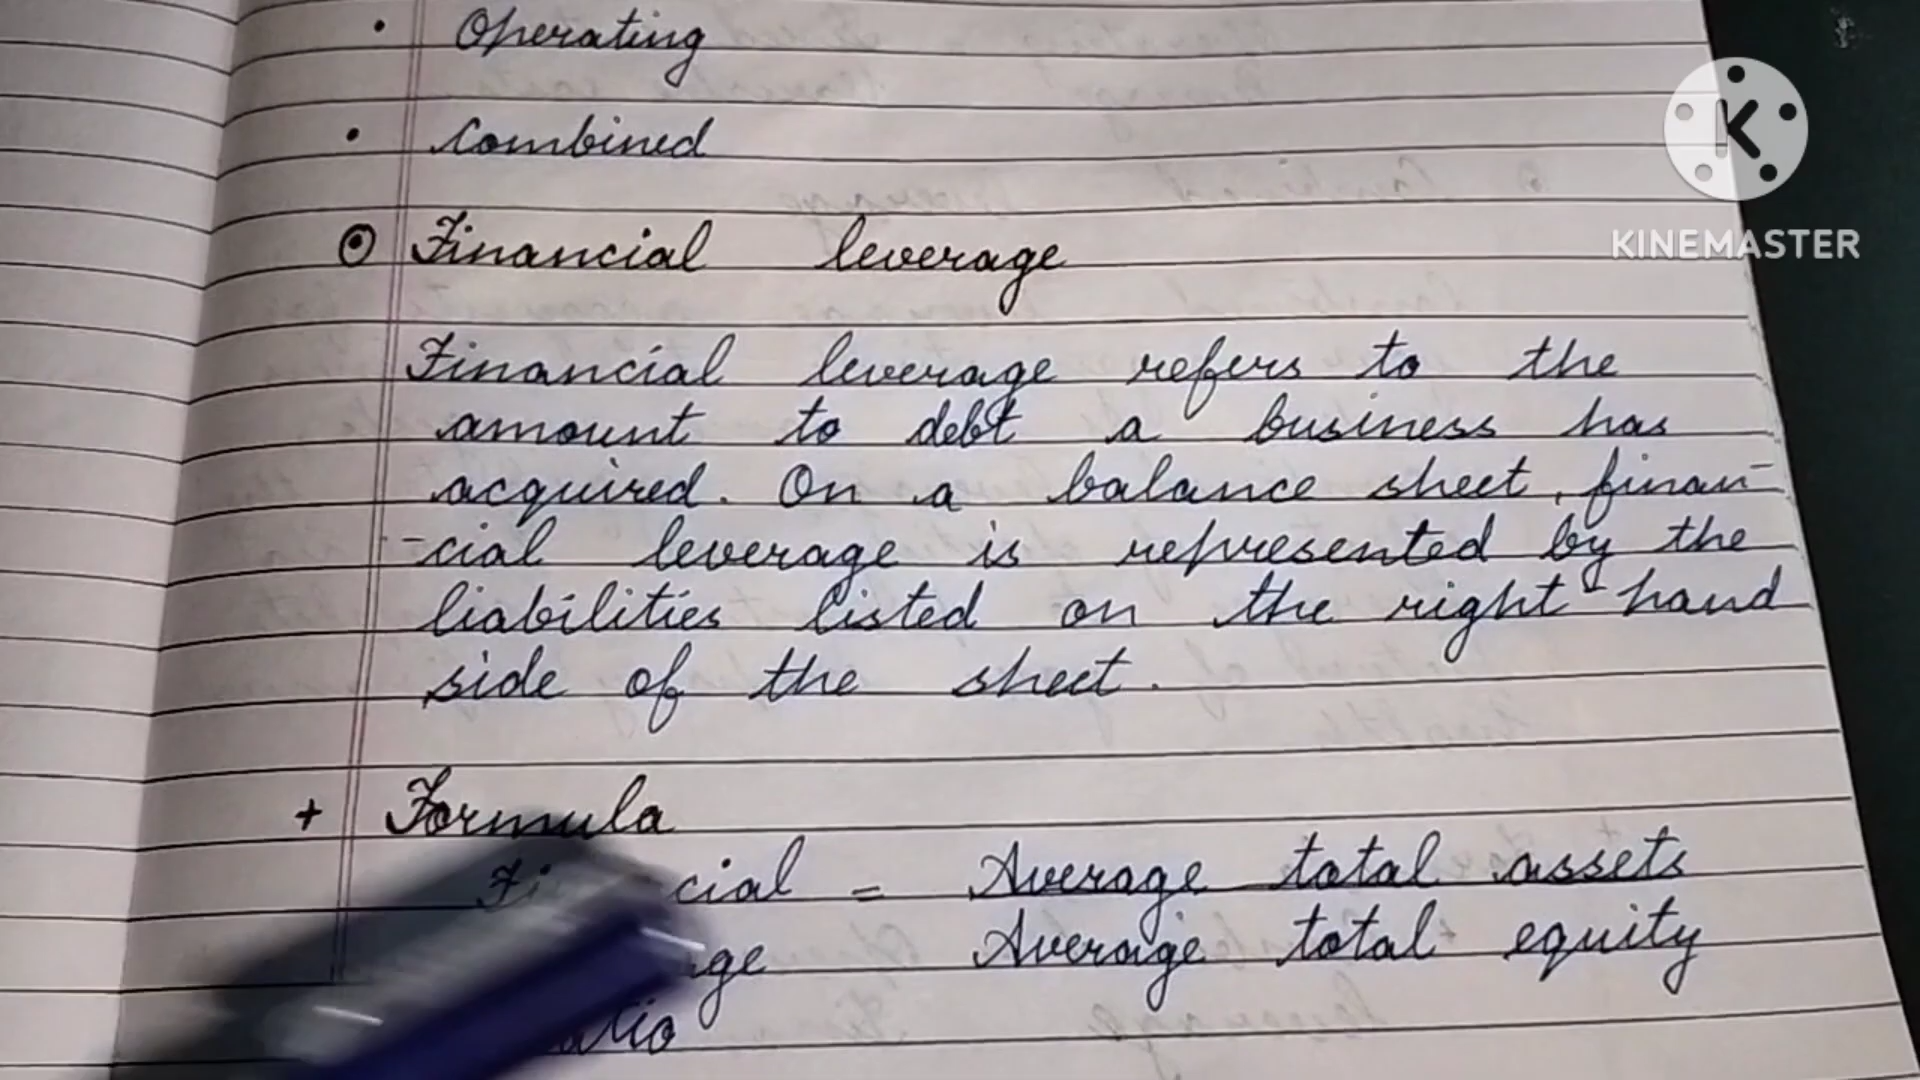 • Operating
• Combined
⊙ Financial leverage
Financial leverage refers to the
amount to debt a business has
acquired. On a balance sheet, finan-
-cial leverage is represented by the
liabilities listed on the right-hand
side of the sheet.
+ Formula
cial = Average total assets
Average total equity
KINEMASTER